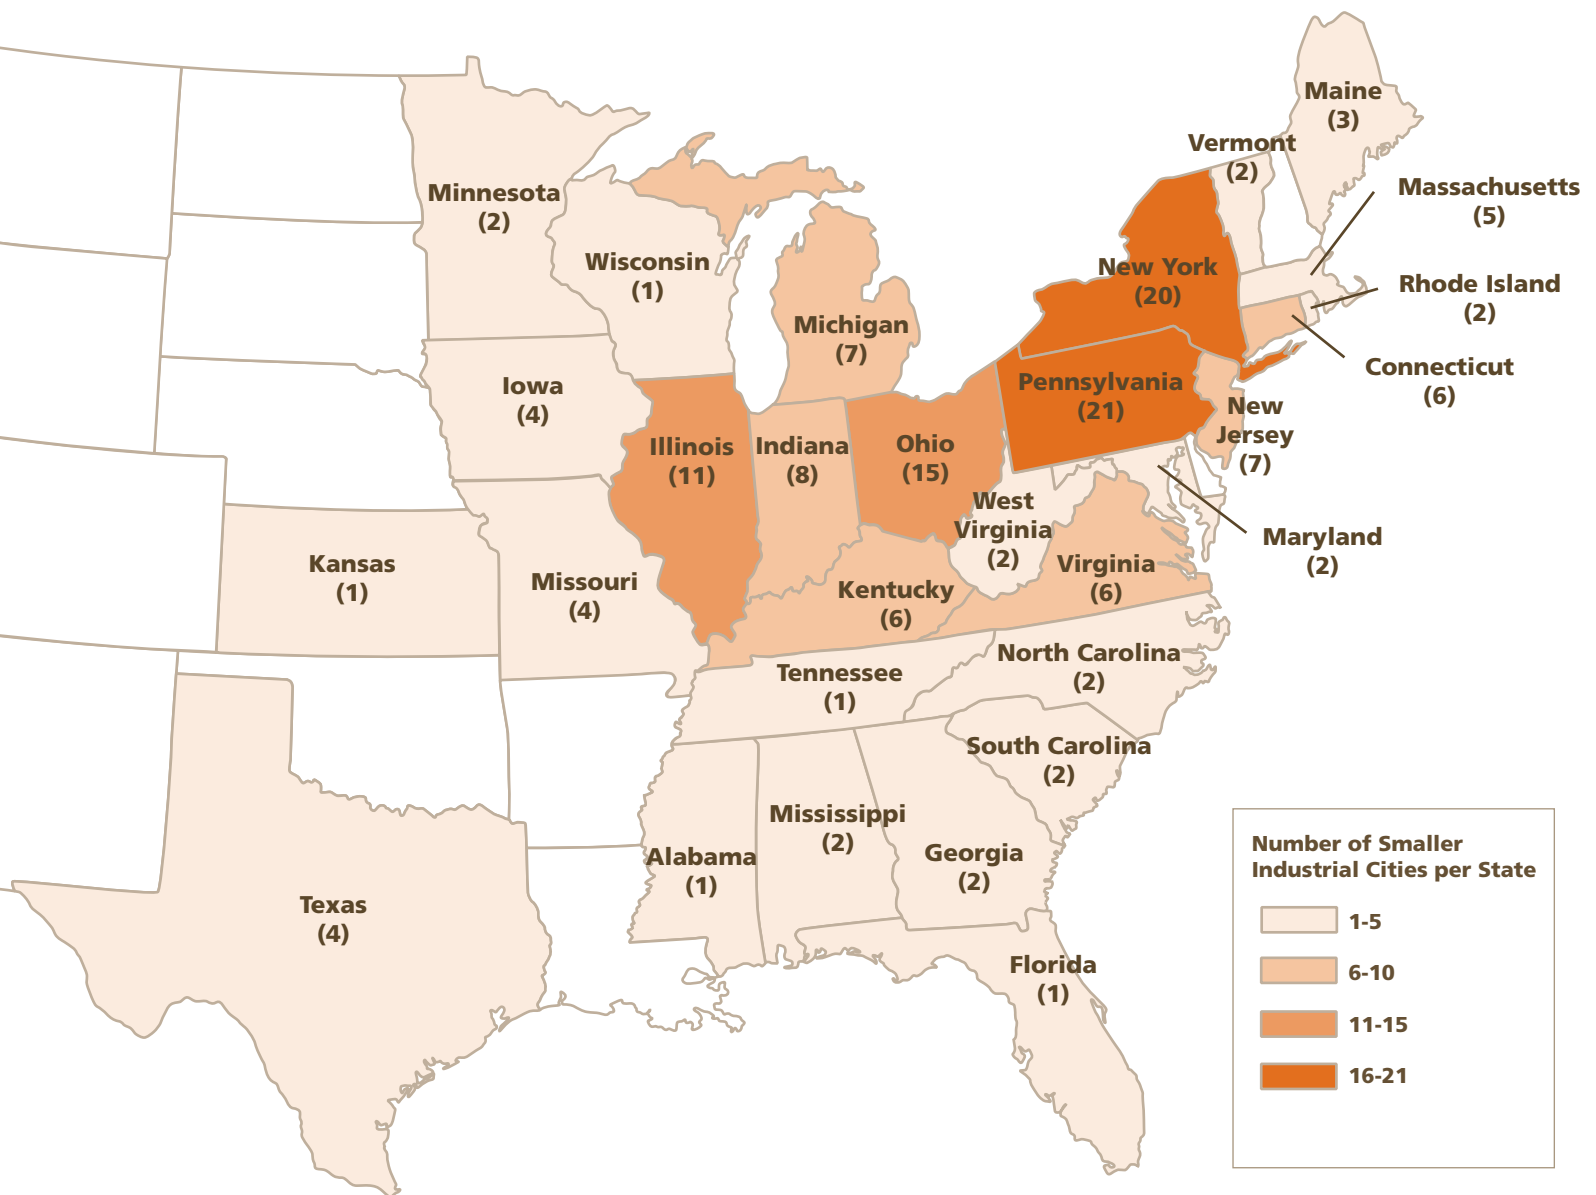 Maine
(3)
Vermont
(2)
Massachusetts
(5)
Minnesota
(2)
New York
(20)
Wisconsin
(1)
Rhode Island
(2)
Michigan
(7)
Connecticut
(6)
Iowa
(4)
Pennsylvania
(21)
New
Jersey
(7)
Illinois
(11)
Indiana
(8)
Ohio
(15)
West
Virginia
(2)
Maryland
(2)
Kansas
(1)
Missouri
(4)
Kentucky
(6)
Virginia
(6)
Tennessee
(1)
North Carolina
(2)
South Carolina
(2)
Mississippi
(2)
Alabama
(1)
Georgia
(2)
Texas
(4)
Florida
(1)
Number of Smaller
Industrial Cities per State
1-5
6-10
11-15
16-21